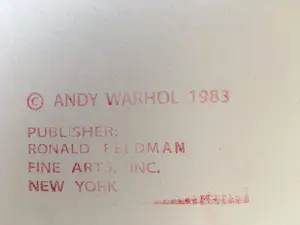 © ANDY WARHOL 1983
PUBLISHER:
RONALD FELDMAN
FINE ARTS, INC.
NEW YORK